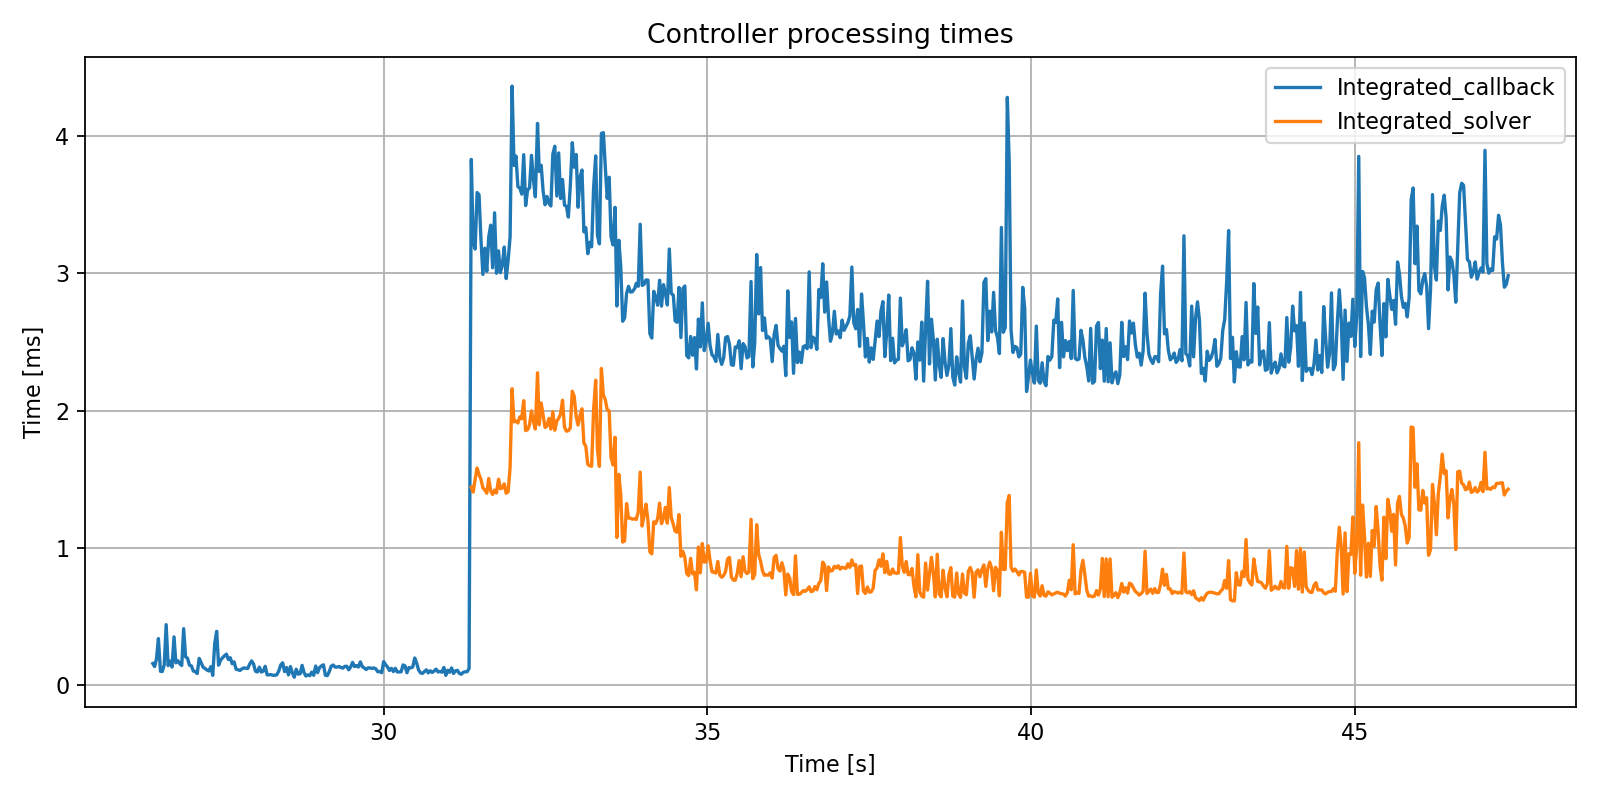 Controller processing times
Integrated_callback
Integrated_solver
Time [ms]
4
3
2
1
0
30
35
40
45
Time [s]